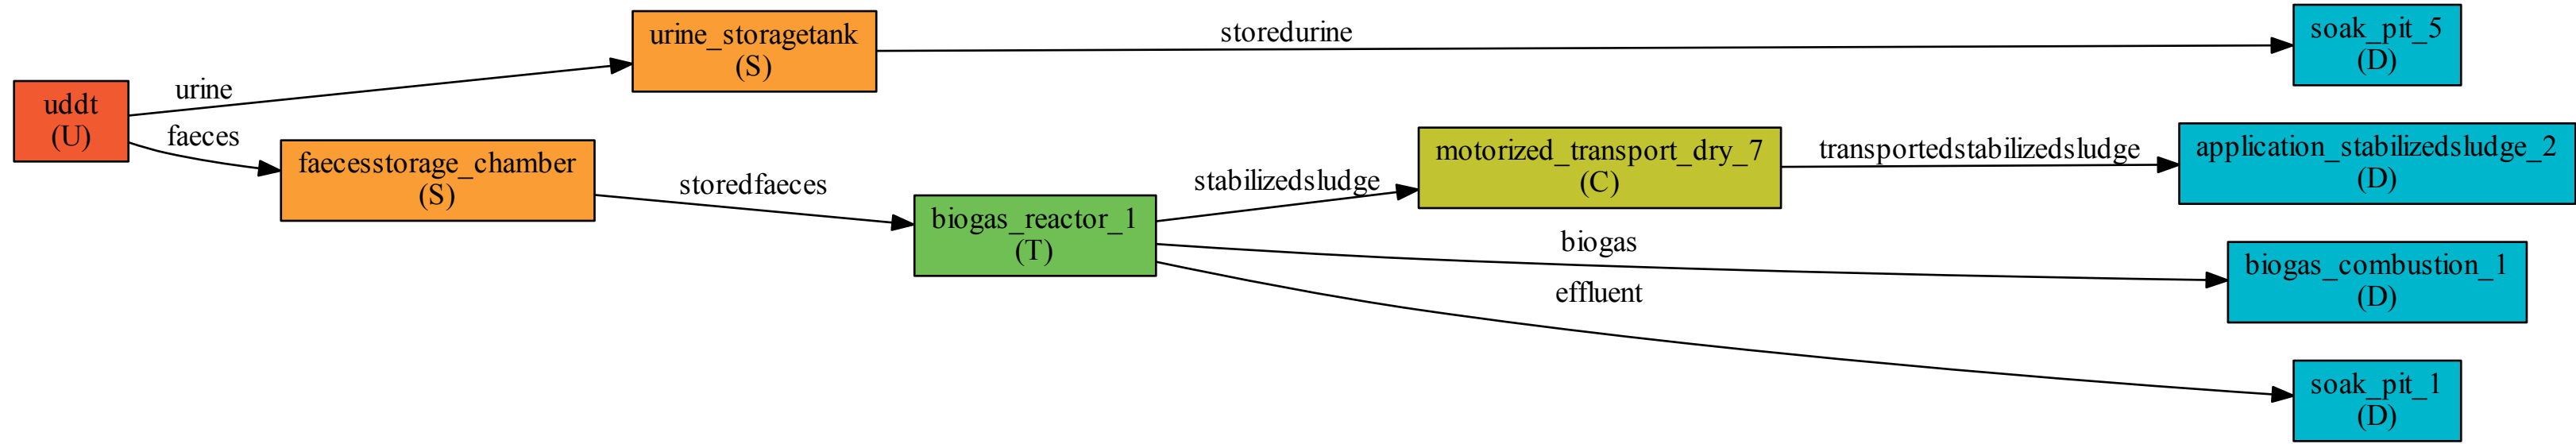 uddt
(U)
urine
faeces
urine_storagetank
(S)
faecesstorage_chamber
(S)
storedurine
storedfaeces
biogas_reactor_1
(T)
stabilizedsludge
biogas
effluent
motorized_transport_dry_7
(C)
transportedstabilizedsludge
soak_pit_5
(D)
application_stabilizedsludge_2
(D)
biogas_combustion_1
(D)
soak_pit_1
(D)